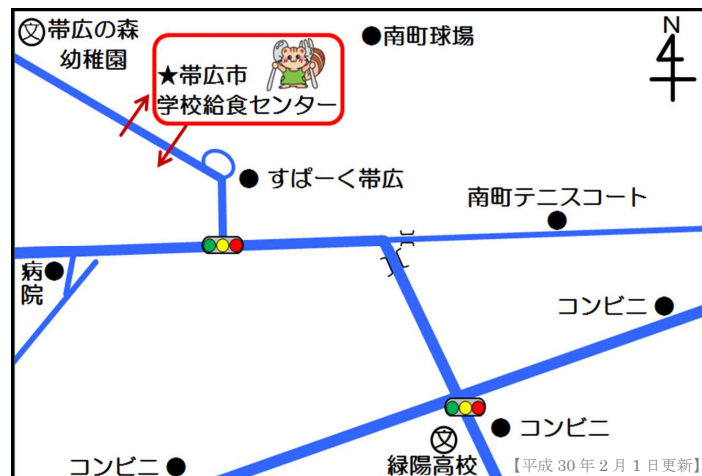 文帯広の森
幼稚園
●南町球場
N
★帯広市
学校給食センター
● すぱーく帯広
南町テニスコート
●
病●
院
コンビニ ●
● コンビニ
文
緑陽高校
コンビニ ●
【平成 30 年 2 月 1 日更新】